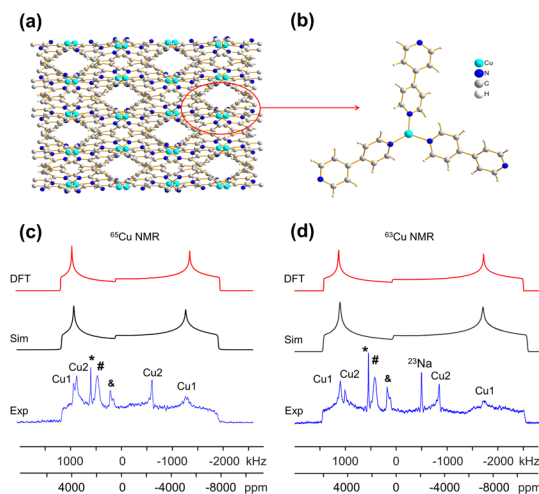 (a)
(b)
Cu
N
C
H
(c)
⁶⁵Cu NMR
DFT
Sim
Cu1
Cu2
*
#
&
Cu2
Cu1
Exp
1000 0 -1000 -2000 kHz
4000 0 -4000 -8000 ppm
(d)
⁶³Cu NMR
DFT
Sim
Cu1
Cu2
*
#
&
²³Na
Cu2
Cu1
Exp
1000 0 -1000 -2000 kHz
4000 0 -4000 -8000 ppm